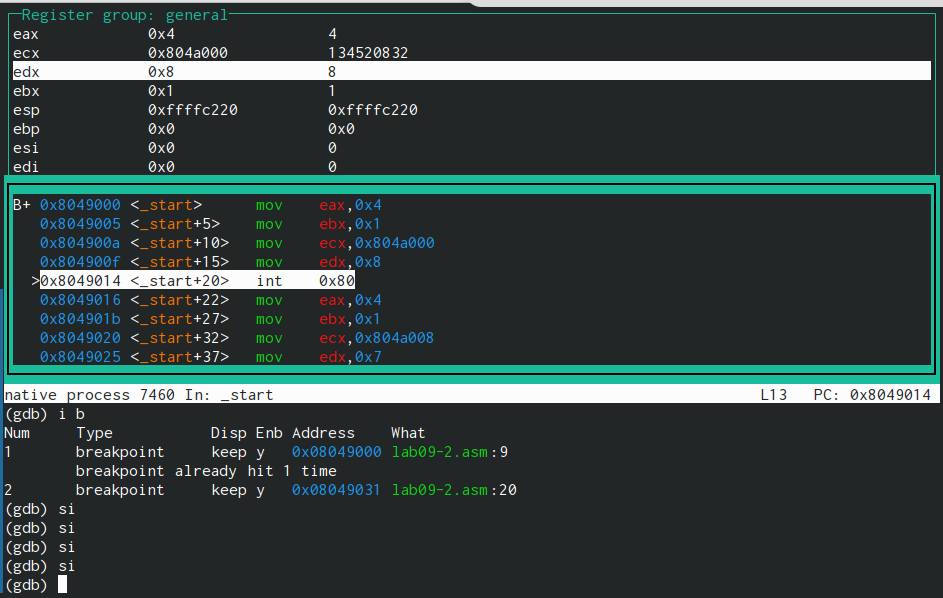 Register group: general
eax 0x4 4
ecx 0x804a000 134520832
edx 0x8 8
ebx 0x1 1
esp 0xffffc220 0xffffc220
ebp 0x0 0x0
esi 0x0 0
edi 0x0 0
B+ 0x8049000 <_start> mov eax,0x4
0x8049005 <_start+5> mov ebx,0x1
0x804900a <_start+10> mov ecx,0x804a000
0x804900f <_start+15> mov edx,0x8
>0x8049014 <_start+20> int 0x80
0x8049016 <_start+22> mov eax,0x4
0x804901b <_start+27> mov ebx,0x1
0x8049020 <_start+32> mov ecx,0x804a008
0x8049025 <_start+37> mov edx,0x7
native process 7460 In: _start L13 PC: 0x8049014
(gdb) i b
Num Type Disp Enb Address What
1 breakpoint keep y 0x08049000 lab09-2.asm:9
breakpoint already hit 1 time
2 breakpoint keep y 0x08049031 lab09-2.asm:20
(gdb) si
(gdb) si
(gdb) si
(gdb) si
(gdb)